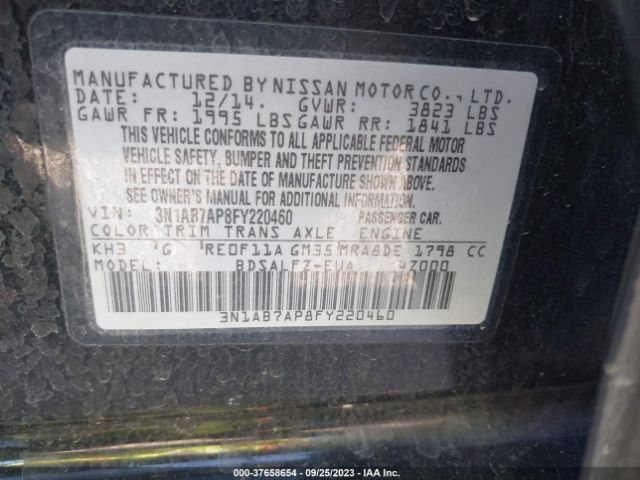 MANUFACTURED BY NISSAN MOTOR CO., LTD.
DATE: 12/14. GVWR: 3823 LBS
GAWR FR: 1995 LBS GAWR RR: 1841 LBS
THIS VEHICLE CONFORMS TO ALL APPLICABLE FEDERAL MOTOR
VEHICLE SAFETY, BUMPER AND THEFT PREVENTION STANDARDS
IN EFFECT ON THE DATE OF MANUFACTURE SHOWN ABOVE.
SEE OWNER'S MANUAL FOR ADDITIONAL INFORMATION.
VIN: 3N1AB7AP8FY220460 PASSENGER CAR.
COLOR TRIM TRANS AXLE ENGINE
KH3 G RE0F11A GM35 MRA8DE 1798 CC
MODEL: BDSALFZ-EUA 4Z000
3N1AB7AP8FY220460
000-37658654 - 09/25/2023 - IAA Inc.